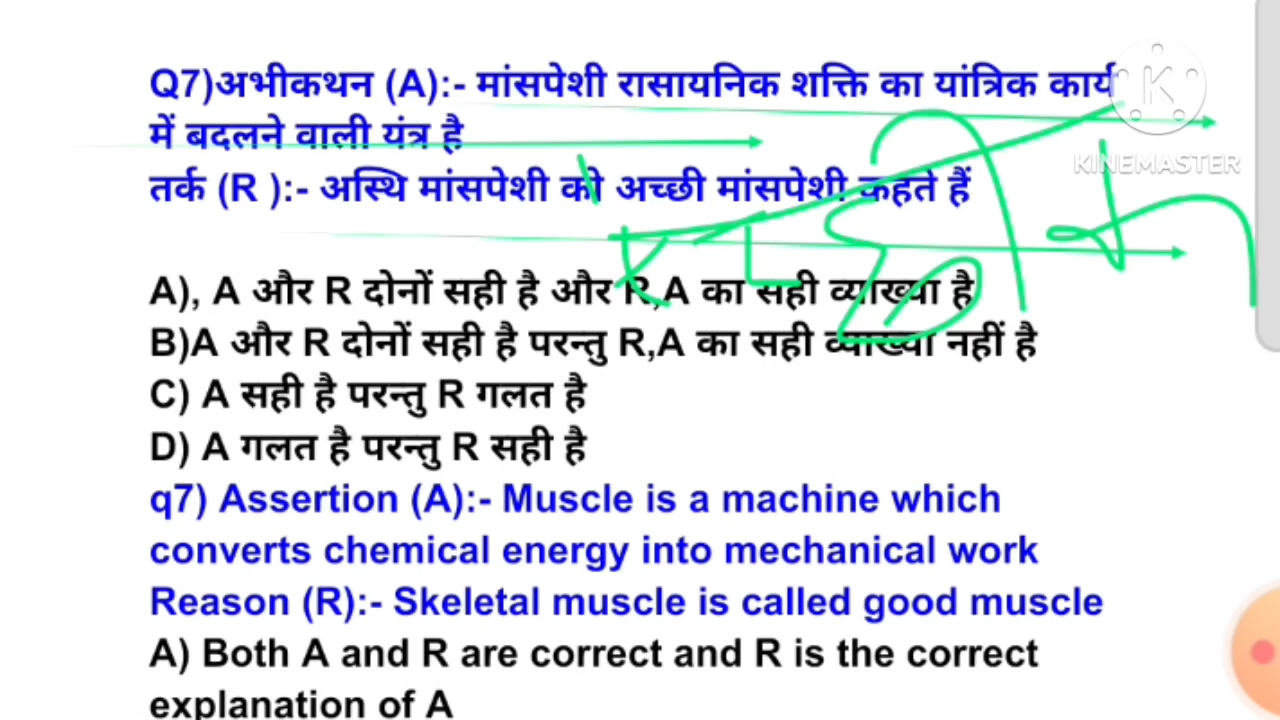 Q7)अभीकथन (A):- मांसपेशी रासायनिक शक्ति का यांत्रिक कार्य
में बदलने वाली यंत्र है
तर्क (R ):- अस्थि मांसपेशी को अच्छी मांसपेशी कहते हैं
A), A और R दोनों सही है और R,A का सही व्याख्या है
B)A और R दोनों सही है परन्तु R,A का सही व्याख्या नहीं है
C) A सही है परन्तु R गलत है
D) A गलत है परन्तु R सही है
q7) Assertion (A):- Muscle is a machine which
converts chemical energy into mechanical work
Reason (R):- Skeletal muscle is called good muscle
A) Both A and R are correct and R is the correct
explanation of A
K
KINEMASTER